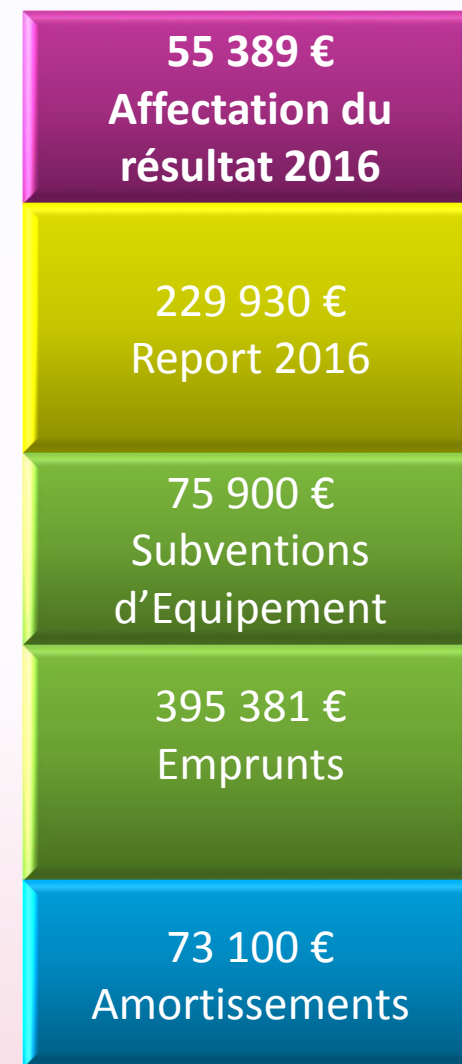 55 389 €
Affectation du
résultat 2016
229 930 €
Report 2016
75 900 €
Subventions
d’Equipement
395 381 €
Emprunts
73 100 €
Amortissements